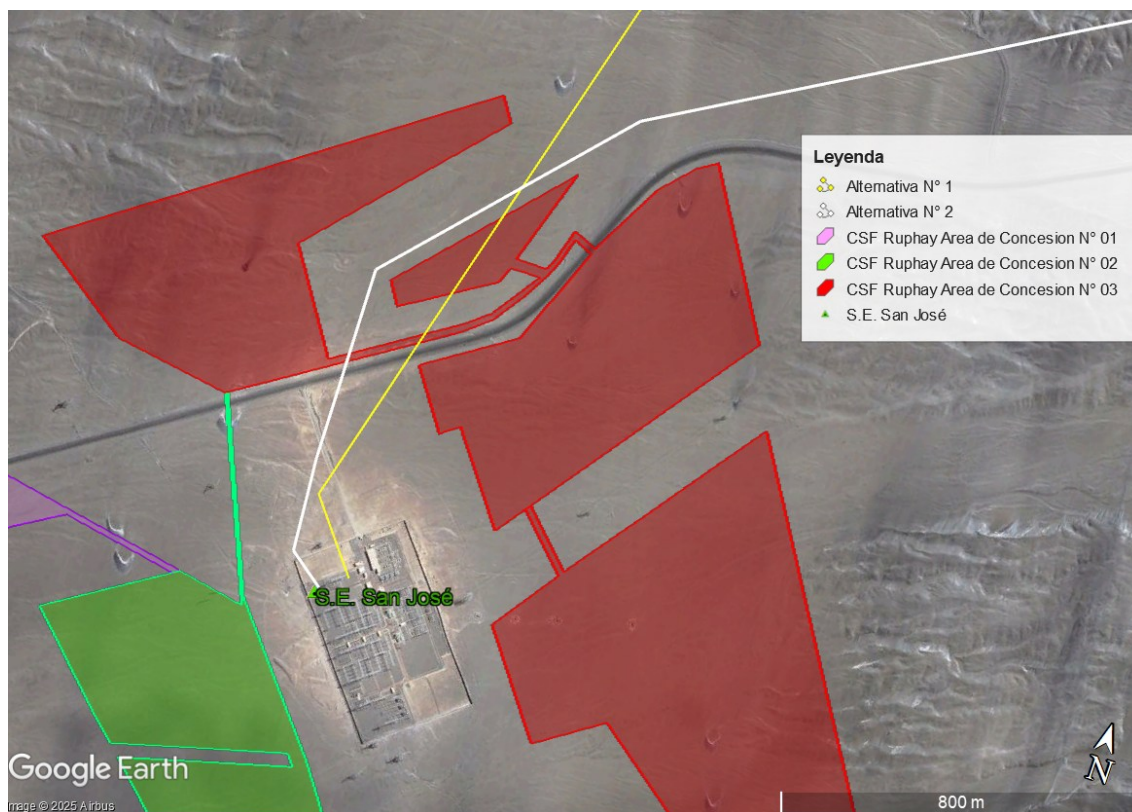 Leyenda
Alternativa N° 1
Alternativa N° 2
CSF Ruphay Area de Concesion N° 01
CSF Ruphay Area de Concesion N° 02
CSF Ruphay Area de Concesion N° 03
S.E. San José
S.E. San José
Google Earth
N
mage © 2025 Airbus
800 m